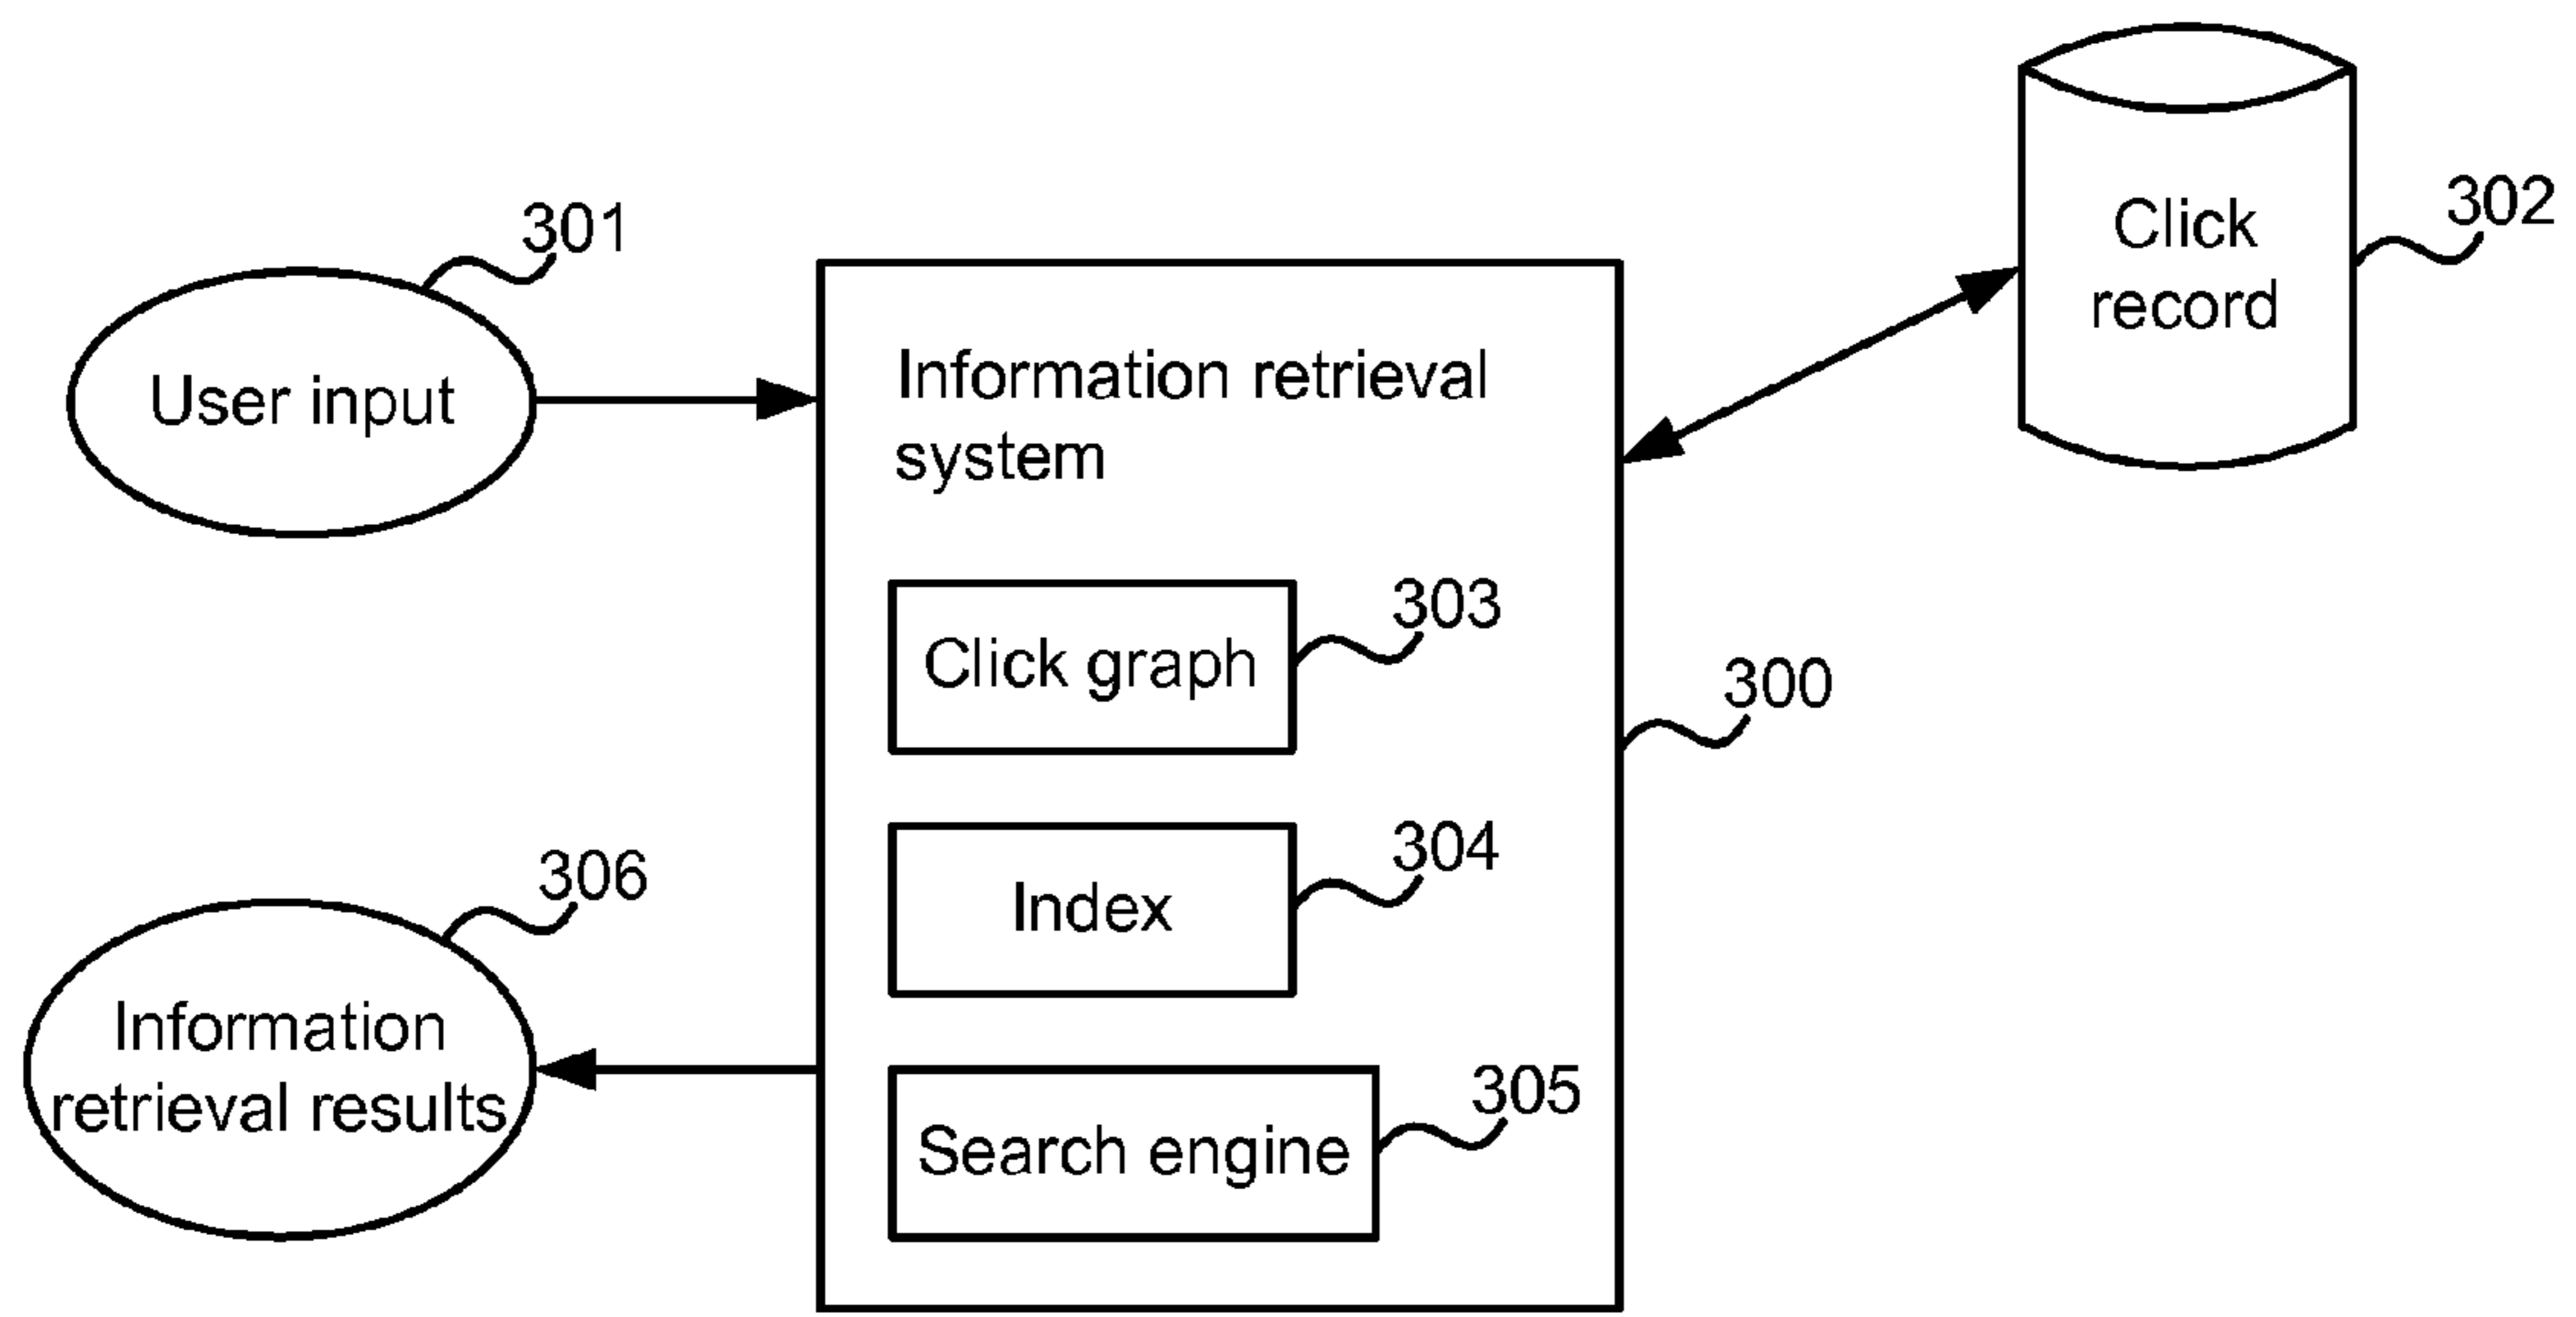 301
User input
Information retrieval
system
Click
record
302
Click graph
303
300
Index
304
Search engine
305
306
Information
retrieval results